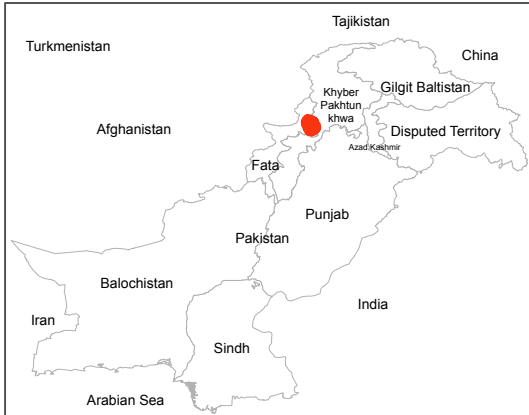 Tajikistan
Turkmenistan
China
Gilgit Baltistan
Khyber
Pakhtun
khwa
Afghanistan
Disputed Territory
Azad Kashmir
Fata
Punjab
Pakistan
Balochistan
India
Iran
Sindh
Arabian Sea